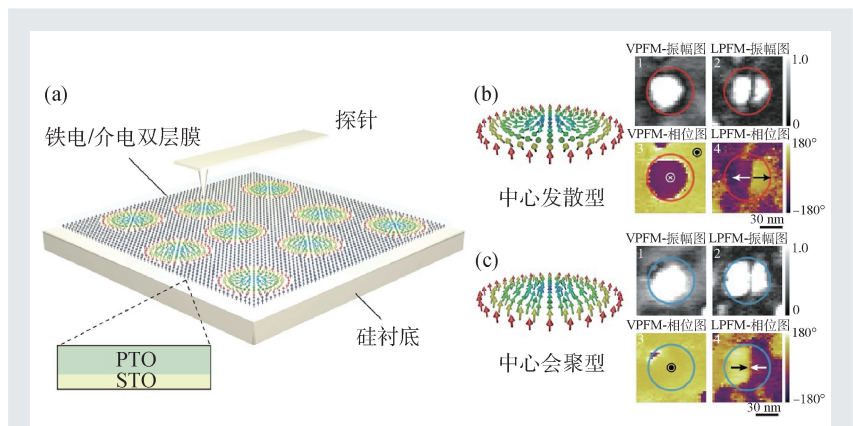 (a)
铁电/介电双层膜
探针
硅衬底
PTO
STO
(b)
中心发散型
VPFM-振幅图
LPFM-振幅图
1
2
1.0
0
VPFM-相位图
LPFM-相位图
3
4
180°
−180°
30 nm
(c)
中心会聚型
VPFM-振幅图
LPFM-振幅图
1
2
1.0
0
VPFM-相位图
LPFM-相位图
3
4
180°
−180°
30 nm